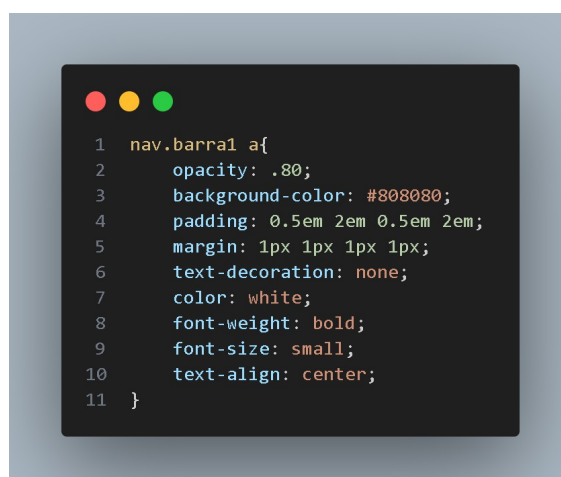 1 nav.barra1 a{
2 opacity: .80;
3 background-color: #808080;
4 padding: 0.5em 2em 0.5em 2em;
5 margin: 1px 1px 1px 1px;
6 text-decoration: none;
7 color: white;
8 font-weight: bold;
9 font-size: small;
10 text-align: center;
11 }